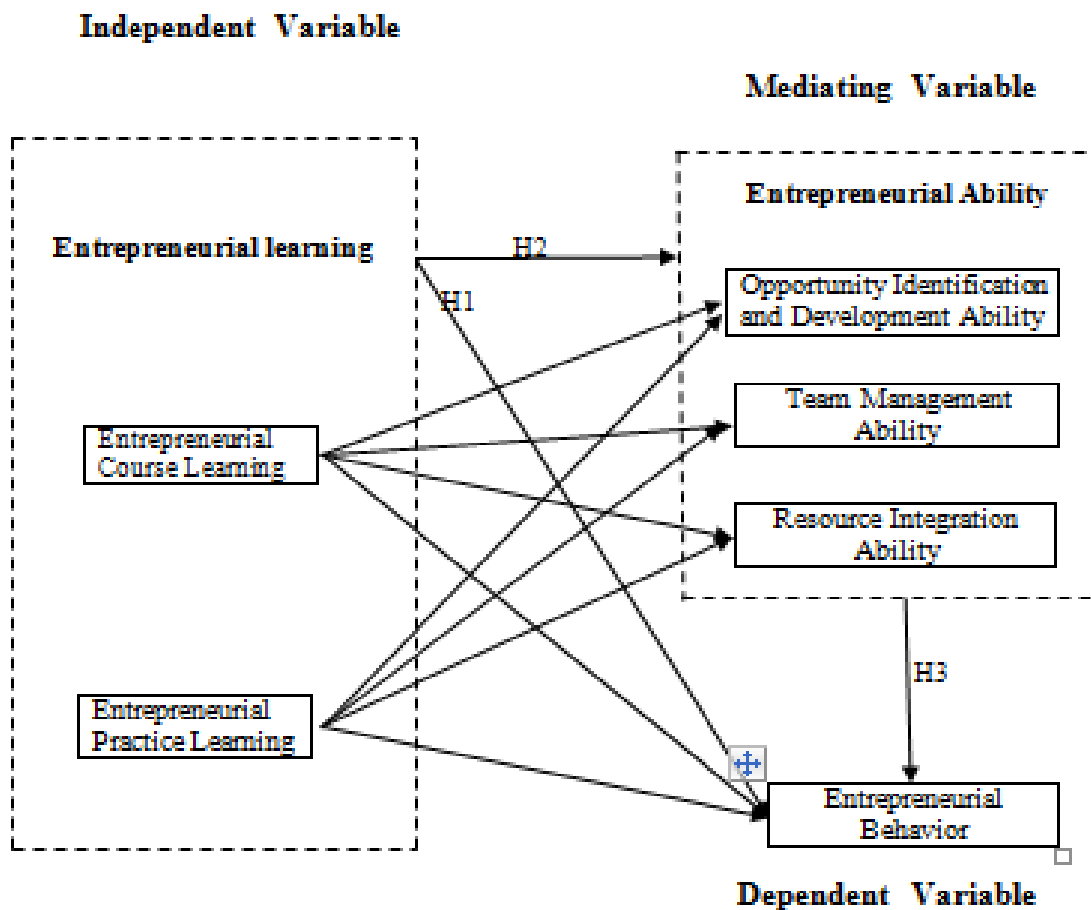 Independent Variable
Mediating Variable
Entrepreneurial Ability
Entrepreneurial learning
H2
H1
Opportunity Identification
and Development Ability
Team Management
Ability
Entrepreneurial
Course Learning
Resource Integration
Ability
H3
Entrepreneurial
Practice Learning
Entrepreneurial
Behavior
Dependent Variable